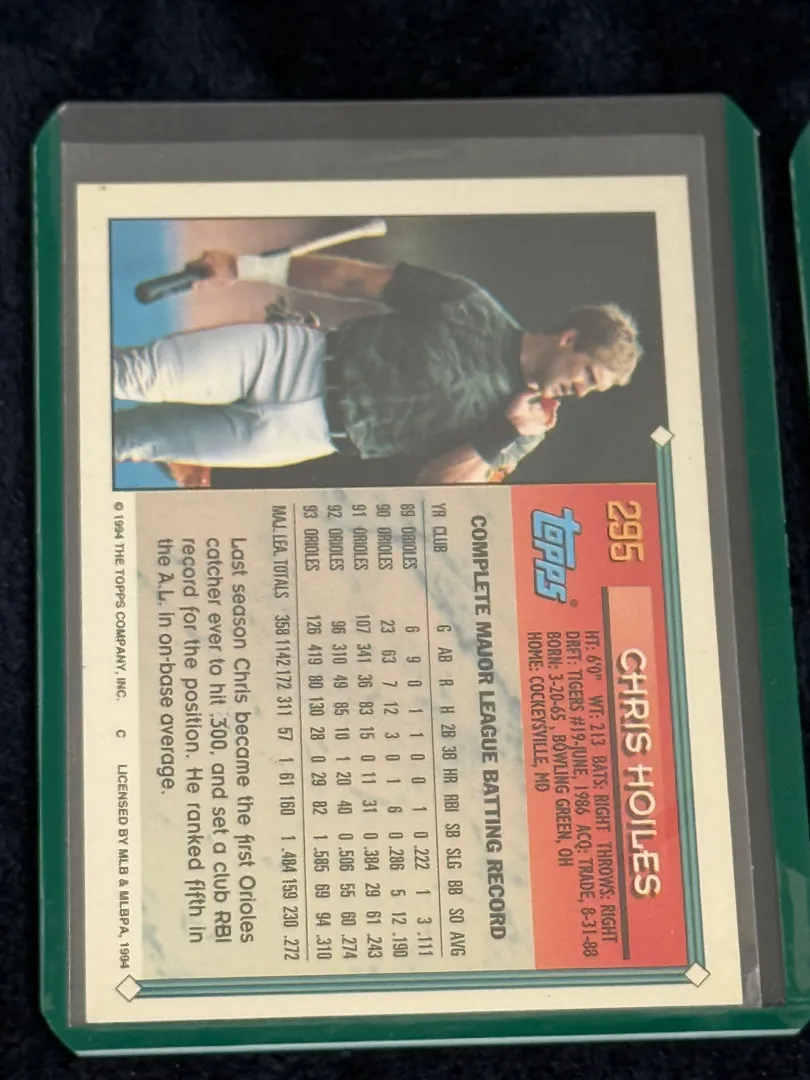 295
CHRIS HOILES
topps®
HT: 6'0" WT: 213 BATS: RIGHT THROWS: RIGHT
DRFT: TIGERS #19-JUNE, 1986 ACQ: TRADE, 8-31-88
BORN: 3-20-65, BOWLING GREEN, OH
HOME: COCKEYSVILLE, MD
COMPLETE MAJOR LEAGUE BATTING RECORD
YR CLUB G AB R H 2B 3B HR RBI SB SLG BB SO AVG
89 ORIOLES 6 9 0 1 1 0 0 1 0 .222 1 3 .111
90 ORIOLES 23 63 7 12 3 0 1 6 0 .286 5 12 .190
91 ORIOLES 107 341 36 83 15 0 11 31 0 .384 29 61 .243
92 ORIOLES 96 310 49 85 10 1 20 40 0 .506 55 60 .274
93 ORIOLES 126 419 80 130 28 0 29 82 1 .585 69 94 .310
MAJ. LEA. TOTALS 358 1142 172 311 57 1 61 160 1 .484 159 230 .272
Last season Chris became the first Orioles
catcher ever to hit .300, and set a club RBI
record for the position. He ranked fifth in
the A.L. in on-base average.
© 1994 THE TOPPS COMPANY, INC. C LICENSED BY MLB & MLBPA, 1994